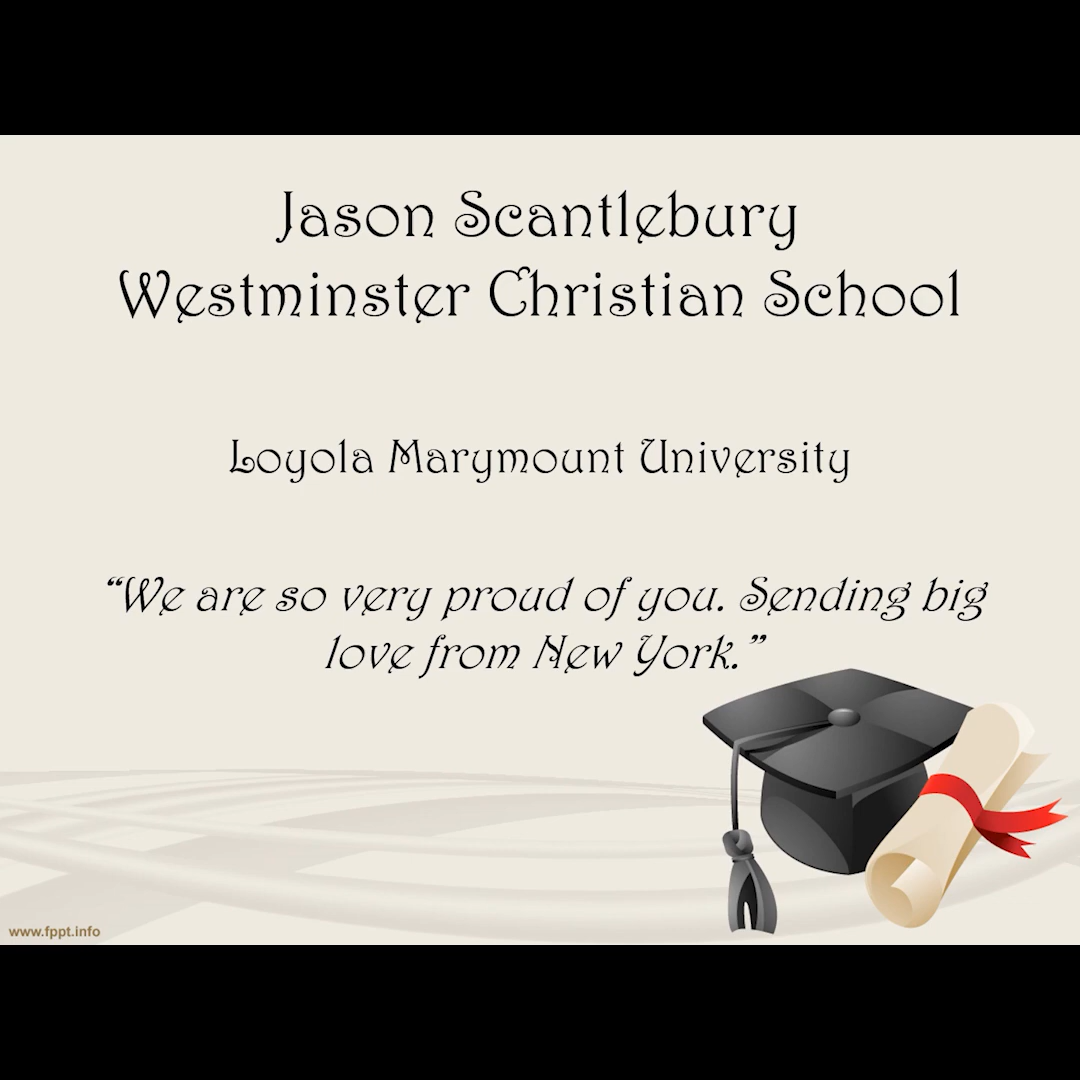 Jason Scantlebury
Westminster Christian School
Loyola Marymount University
“We are so very proud of you. Sending big
love from New York.”
www.fppt.info